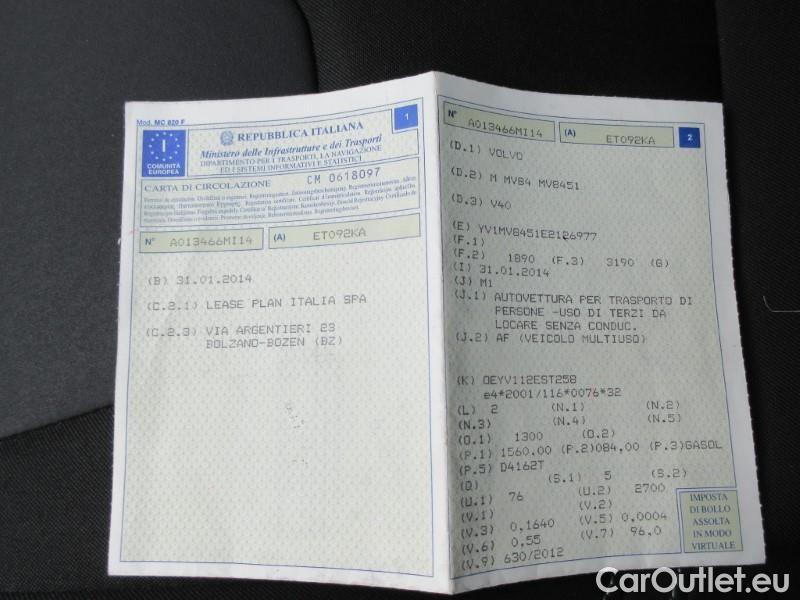 Mod. MC 820 F
1
I
COMUNITÀ
EUROPEA
REPUBBLICA ITALIANA
Ministero delle Infrastrutture e dei Trasporti
DIPARTIMENTO PER I TRASPORTI, LA NAVIGAZIONE
ED I SISTEMI INFORMATIVI E STATISTICI
CARTA DI CIRCOLAZIONE CM 0618097
N° A013466MI14 (A) ET092KA
(B) 31.01.2014
(C.2.1) LEASE PLAN ITALIA SPA
(C.2.3) VIA ARGENTIERI 23
BOLZANO-BOZEN (BZ)
N° A013466MI14 (A) ET092KA 2
(D.1) VOLVO
(D.2) M MV84 MV8451
(D.3) V40
(E) YV1MV8451E2126977
(F.1)
(F.2) 1890 (F.3) 3190 (G)
(I) 31.01.2014
(J) M1
(J.1) AUTOVETTURA PER TRASPORTO DI
PERSONE -USO DI TERZI DA
LOCARE SENZA CONDUC.
(J.2) AF (VEICOLO MULTIUSO)
(K) OEYV112EST258
e4*2001/116*0076*32
(L) 2 (N.1) (N.2)
(N.3) (N.4) (N.5)
(O.1) 1300 (O.2)
(P.1) 1560.00 (P.2)084,00 (P.3)GASOL
(P.5) D4162T
(Q) (S.1) 5 (S.2)
(U.1) 76 (U.2) 2700
(V.1) (V.2)
(V.3) 0,1640 (V.5) 0,0004
(V.6) 0,55 (V.7) 96,0
(V.9) 630/2012
IMPOSTA
DI BOLLO
ASSOLTA
IN MODO
VIRTUALE
CarOutlet.eu